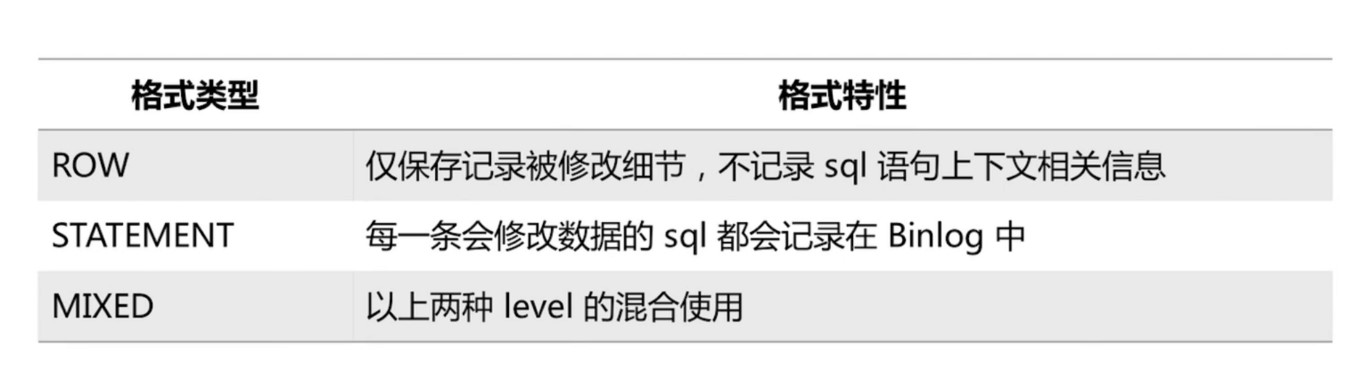 格式类型 格式特性
ROW 仅保存记录被修改细节，不记录 sql 语句上下文相关信息
STATEMENT 每一条会修改数据的 sql 都会记录在 Binlog 中
MIXED 以上两种 level 的混合使用